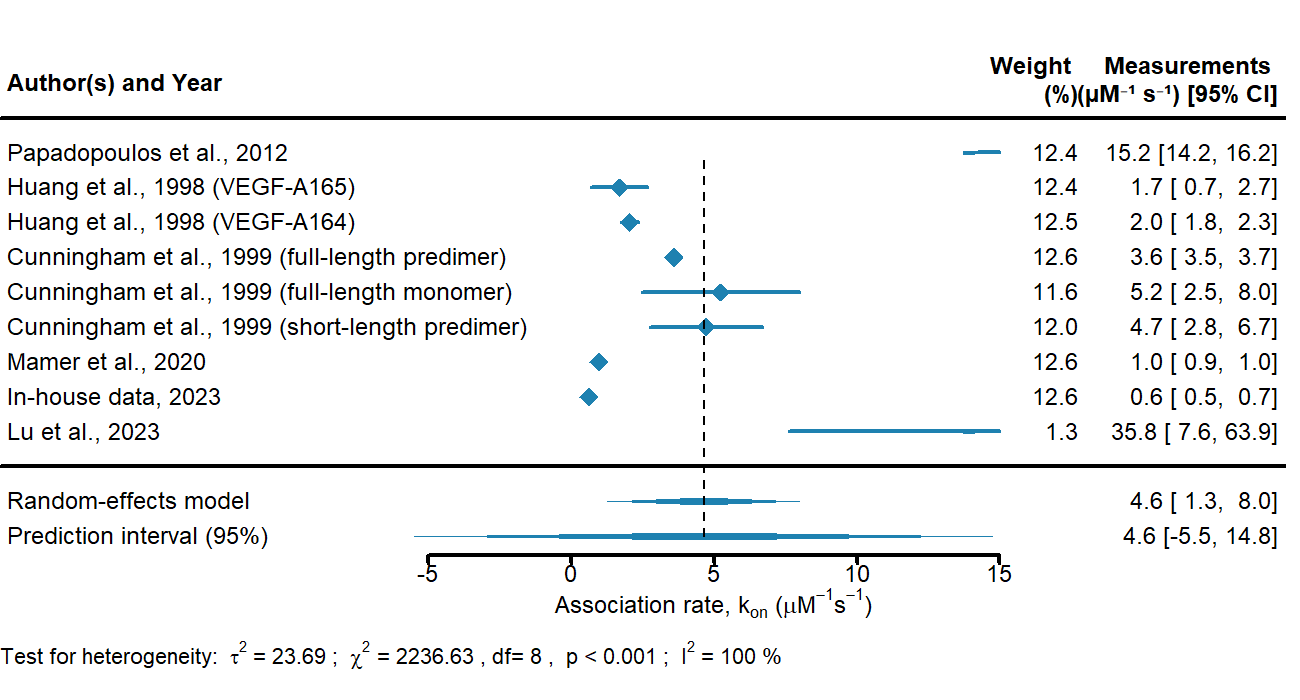 Author(s) and Year Weight (%) Measurements (μM⁻¹ s⁻¹) [95% CI]
Papadopoulos et al., 2012 12.4 15.2 [14.2, 16.2]
Huang et al., 1998 (VEGF-A165) 12.4 1.7 [ 0.7, 2.7]
Huang et al., 1998 (VEGF-A164) 12.5 2.0 [ 1.8, 2.3]
Cunningham et al., 1999 (full-length predimer) 12.6 3.6 [ 3.5, 3.7]
Cunningham et al., 1999 (full-length monomer) 11.6 5.2 [ 2.5, 8.0]
Cunningham et al., 1999 (short-length predimer) 12.0 4.7 [ 2.8, 6.7]
Mamer et al., 2020 12.6 1.0 [ 0.9, 1.0]
In-house data, 2023 12.6 0.6 [ 0.5, 0.7]
Lu et al., 2023 1.3 35.8 [ 7.6, 63.9]
Random-effects model 4.6 [ 1.3, 8.0]
Prediction interval (95%) 4.6 [-5.5, 14.8]
-5 0 5 10 15
Association rate, kon (μM⁻¹s⁻¹)
Test for heterogeneity: τ² = 23.69 ; χ² = 2236.63 , df= 8 , p < 0.001 ; I² = 100 %